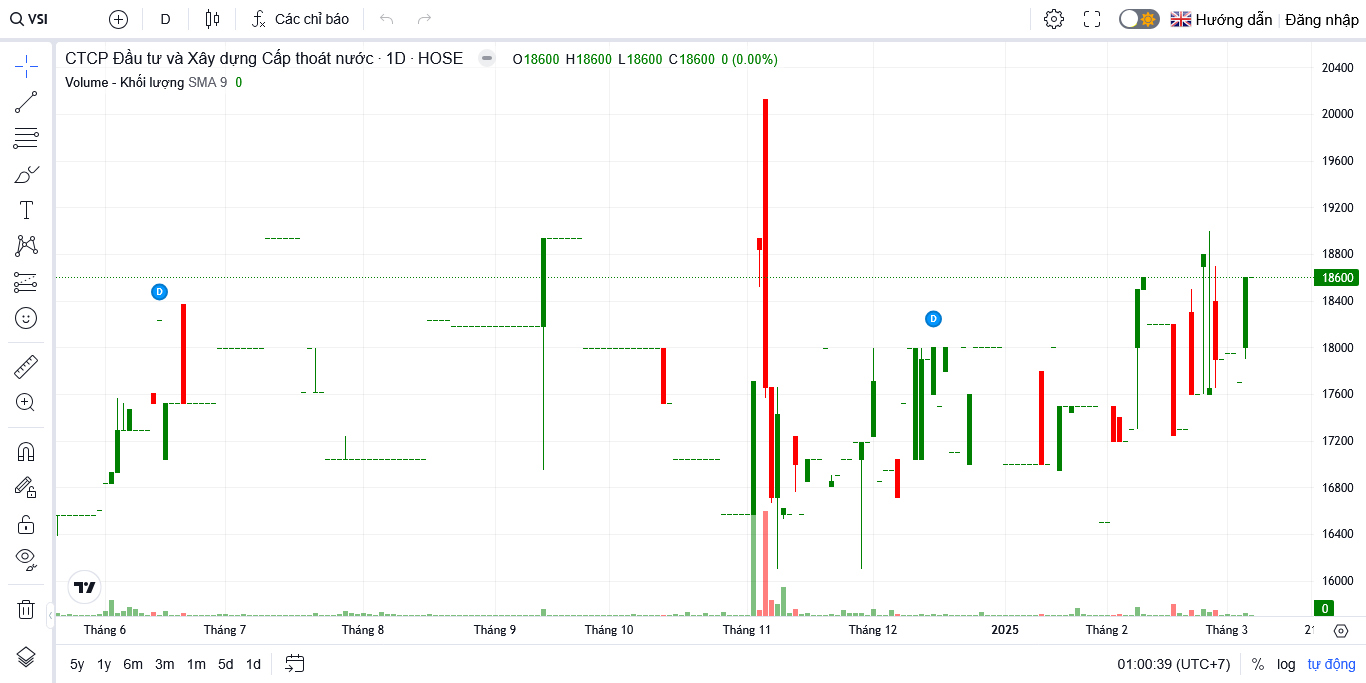 VSI D Các chỉ báo Hướng dẫn Đăng nhập
CTCP Đầu tư và Xây dựng Cấp thoát nước · 1D · HOSE O18600 H18600 L18600 C18600 0 (0.00%)
Volume - Khối lượng SMA 9 0
20400
20000
19600
19200
18800
18600
18400
18000
17600
17200
16800
16400
16000
0
D
D
Tháng 6 Tháng 7 Tháng 8 Tháng 9 Tháng 10 Tháng 11 Tháng 12 2025 Tháng 2 Tháng 3
5y 1y 6m 3m 1m 5d 1d 01:00:39 (UTC+7) % log tự động